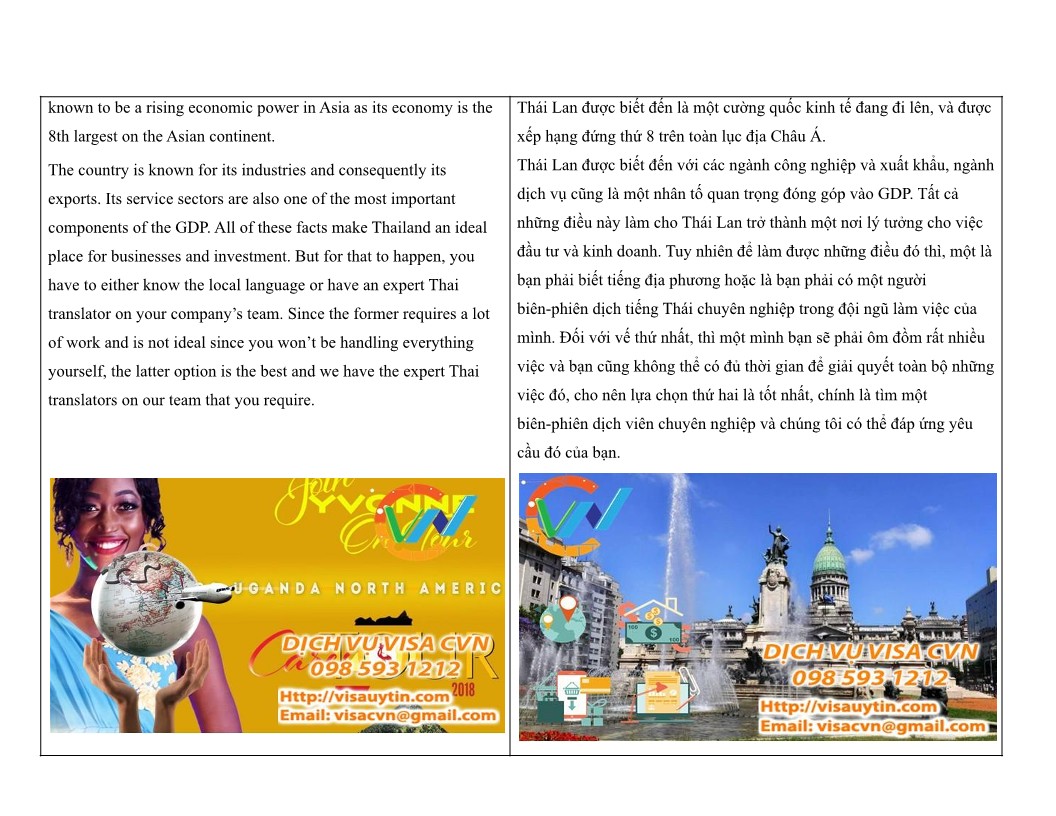 known to be a rising economic power in Asia as its economy is the
8th largest on the Asian continent.
The country is known for its industries and consequently its
exports. Its service sectors are also one of the most important
components of the GDP. All of these facts make Thailand an ideal
place for businesses and investment. But for that to happen, you
have to either know the local language or have an expert Thai
translator on your company’s team. Since the former requires a lot
of work and is not ideal since you won’t be handling everything
yourself, the latter option is the best and we have the expert Thai
translators on our team that you require.
Join
YVONNE
On Tour
UGANDA NORTH AMERIC
DỊCH VỤ VISA CVN
098 593 1212
2018
Http://visauytin.com
Email: visacvn@gmail.com
Thái Lan được biết đến là một cường quốc kinh tế đang đi lên, và được
xếp hạng đứng thứ 8 trên toàn lục địa Châu Á.
Thái Lan được biết đến với các ngành công nghiệp và xuất khẩu, ngành
dịch vụ cũng là một nhân tố quan trọng đóng góp vào GDP. Tất cả
những điều này làm cho Thái Lan trở thành một nơi lý tưởng cho việc
đầu tư và kinh doanh. Tuy nhiên để làm được những điều đó thì, một là
bạn phải biết tiếng địa phương hoặc là bạn phải có một người
biên-phiên dịch tiếng Thái chuyên nghiệp trong đội ngũ làm việc của
mình. Đối với vế thứ nhất, thì một mình bạn sẽ phải ôm đồm rất nhiều
việc và bạn cũng không thể có đủ thời gian để giải quyết toàn bộ những
việc đó, cho nên lựa chọn thứ hai là tốt nhất, chính là tìm một
biên-phiên dịch viên chuyên nghiệp và chúng tôi có thể đáp ứng yêu
cầu đó của bạn.
100
100
DỊCH VỤ VISA CVN
098 593 1212
Http://visauytin.com
Email: visacvn@gmail.com